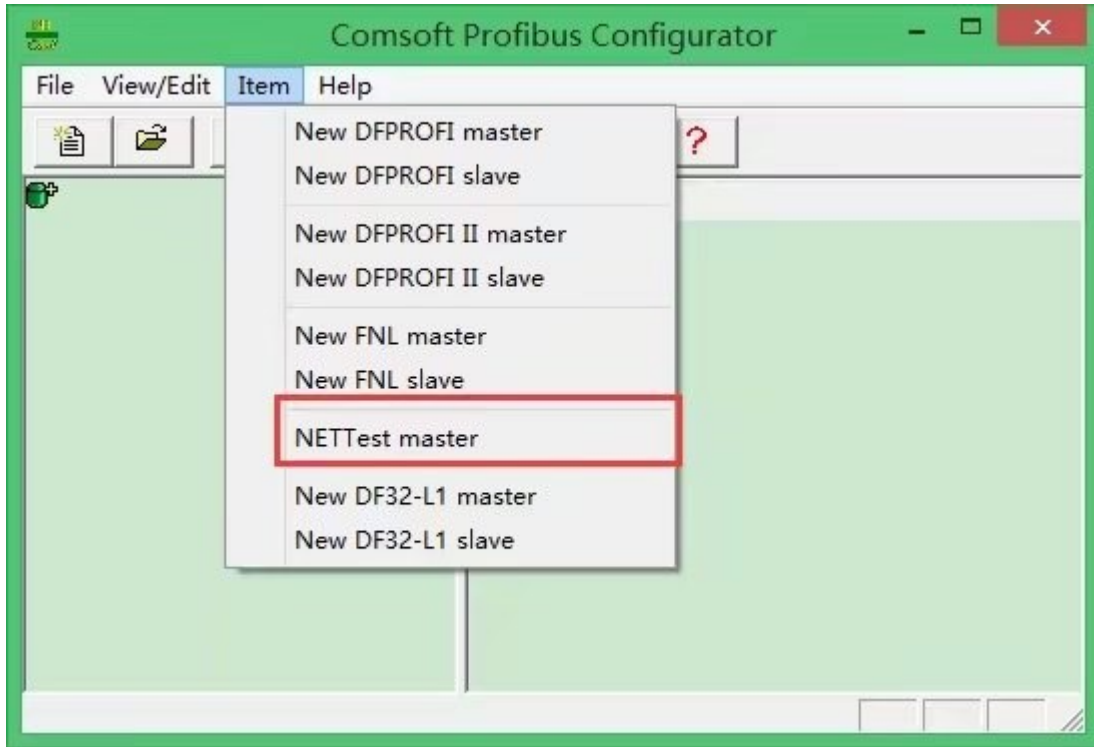 Comsoft Profibus Configurator
File View/Edit Item Help
New DFPROFI master
New DFPROFI slave
New DFPROFI II master
New DFPROFI II slave
New FNL master
New FNL slave
NETTest master
New DF32-L1 master
New DF32-L1 slave